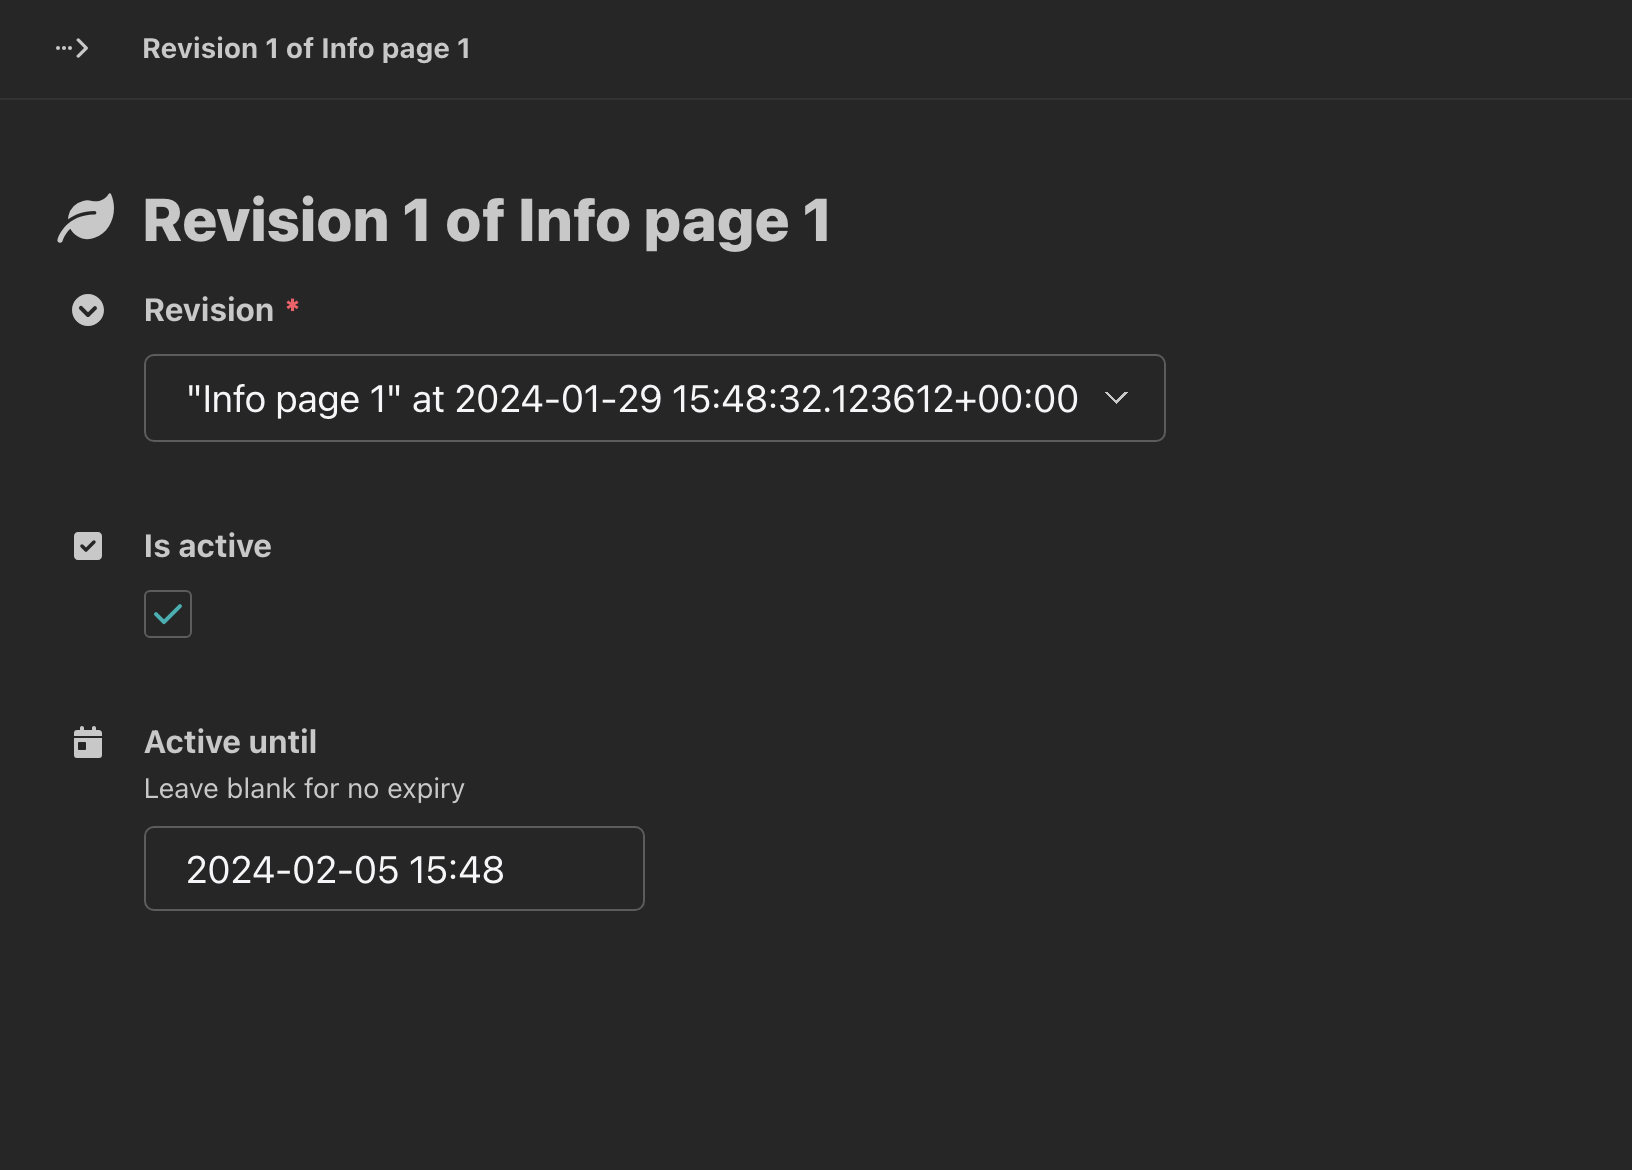 Revision 1 of Info page 1
Revision 1 of Info page 1
Revision *
"Info page 1" at 2024-01-29 15:48:32.123612+00:00
Is active
Active until
Leave blank for no expiry
2024-02-05 15:48